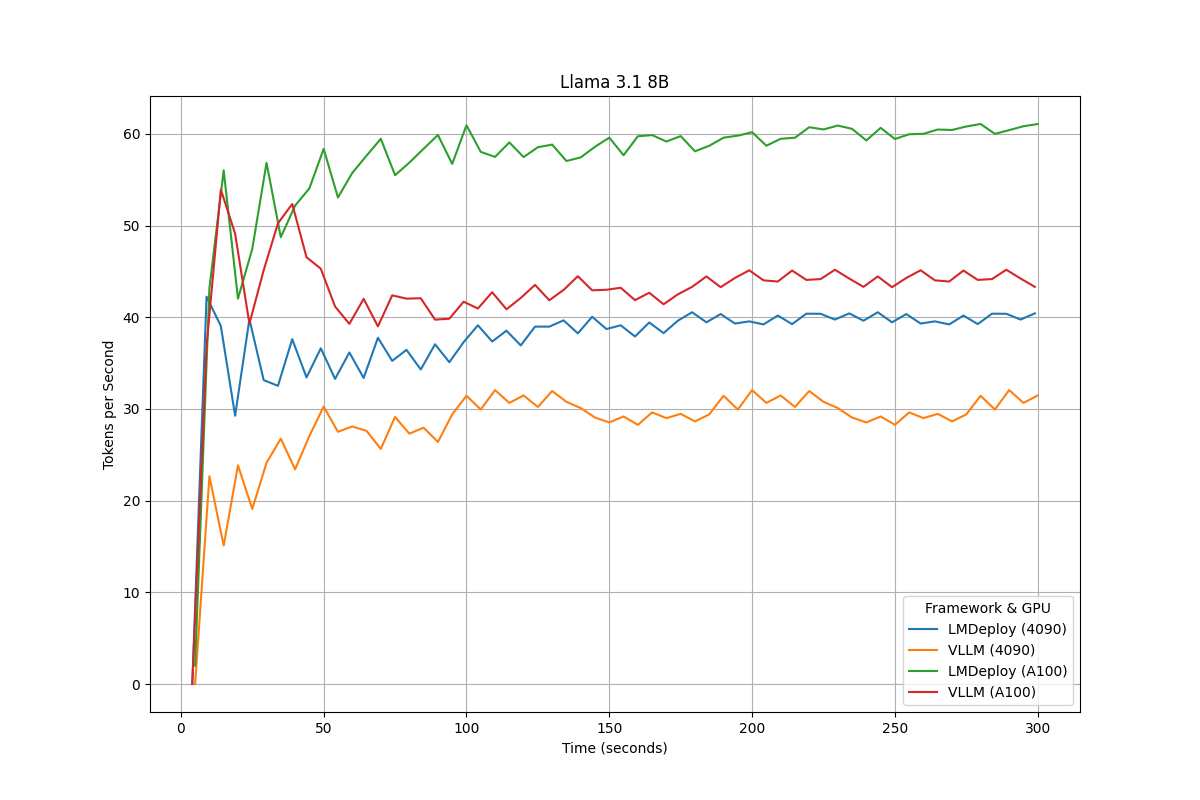 Llama 3.1 8B
Tokens per Second
60
50
40
30
20
10
0
0 50 100 150 200 250 300
Time (seconds)
Framework & GPU
LMDeploy (4090)
VLLM (4090)
LMDeploy (A100)
VLLM (A100)